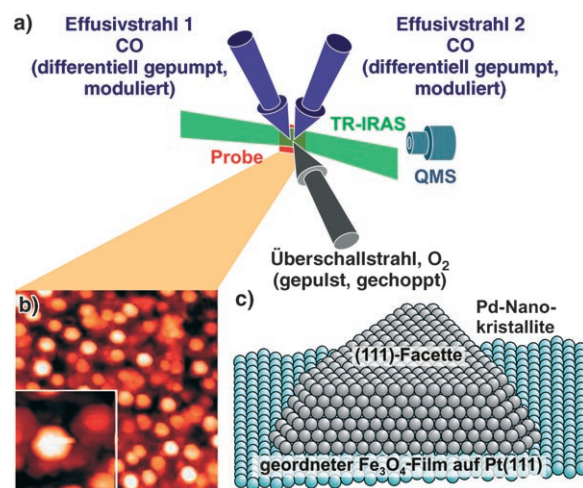 a)
Effusivstrahl 1
CO
(differentiell gepumpt,
moduliert)
Effusivstrahl 2
CO
(differentiell gepumpt,
moduliert)
TR-IRAS
Probe
QMS
Überschallstrahl, O₂
(gepulst, gechoppt)
b)
c)
Pd-Nano-
kristallite
(111)-Facette
geordneter Fe₃O₄-Film auf Pt(111)